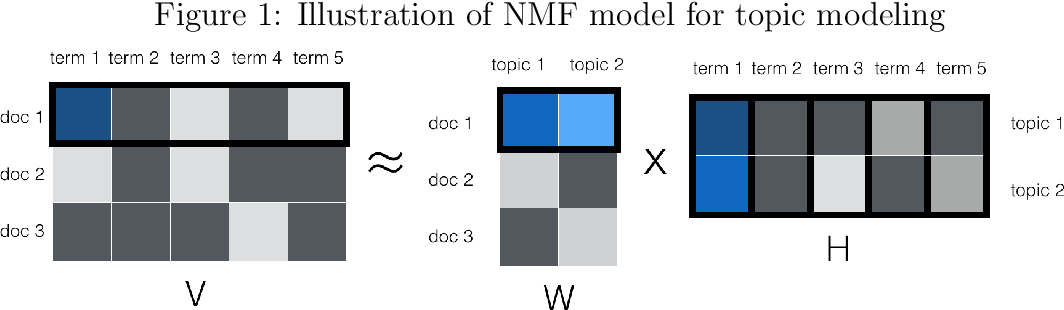 Figure 1: Illustration of NMF model for topic modeling
term 1 term 2 term 3 term 4 term 5
doc 1
doc 2
doc 3
V
≈
topic 1 topic 2
doc 1
doc 2
doc 3
W
X
term 1 term 2 term 3 term 4 term 5
topic 1
topic 2
H